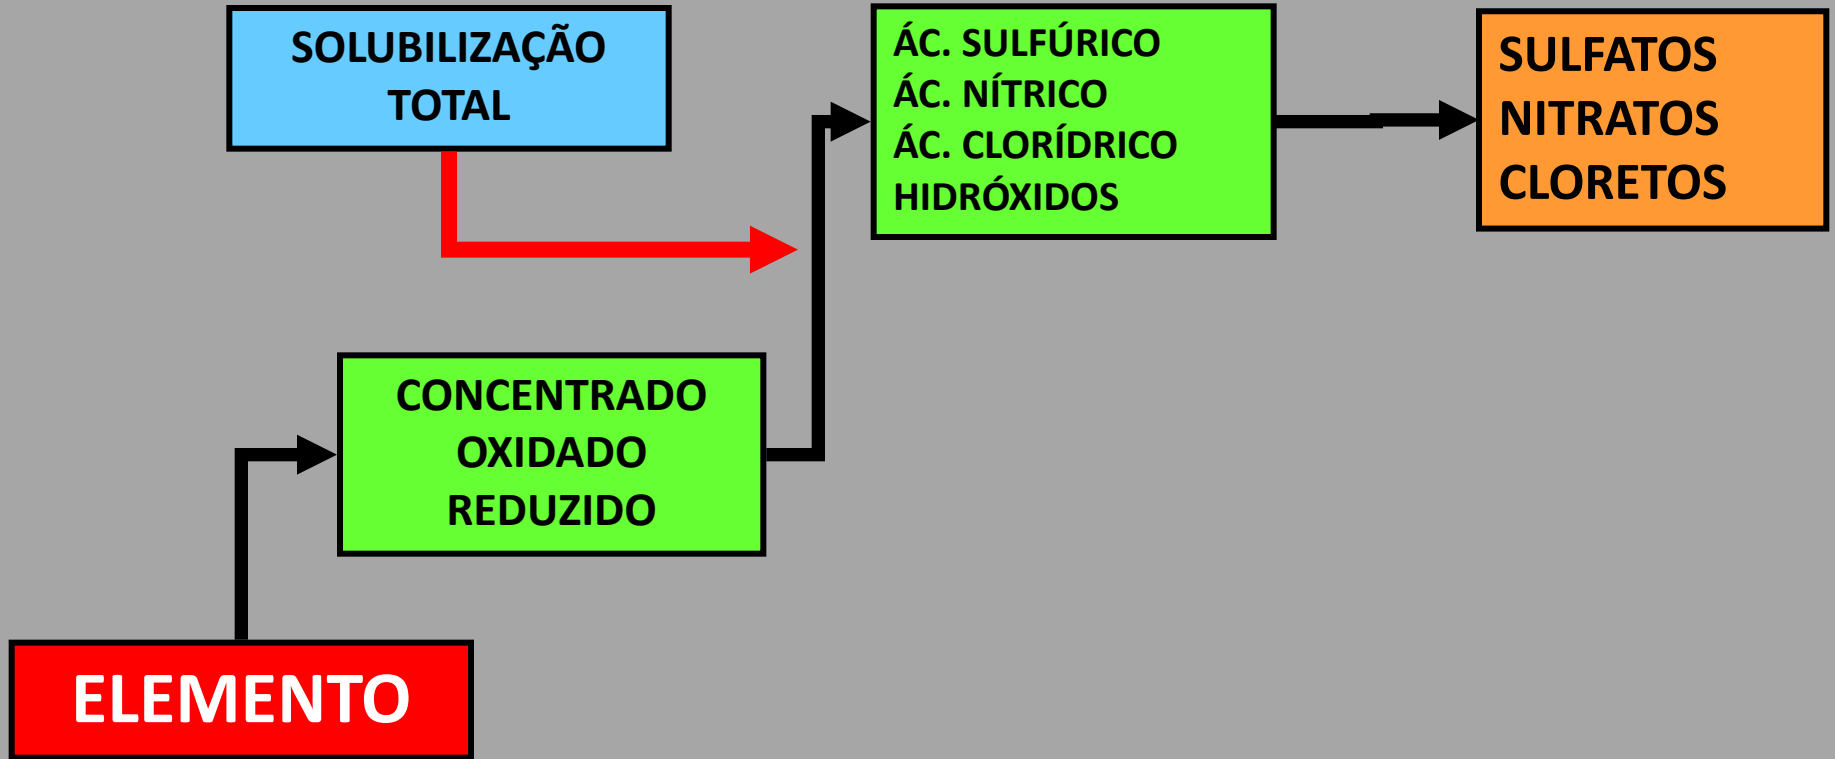 SOLUBILIZAÇÃO
TOTAL
ÁC. SULFÚRICO
ÁC. NÍTRICO
ÁC. CLORÍDRICO
HIDRÓXIDOS
SULFATOS
NITRATOS
CLORETOS
CONCENTRADO
OXIDADO
REDUZIDO
ELEMENTO